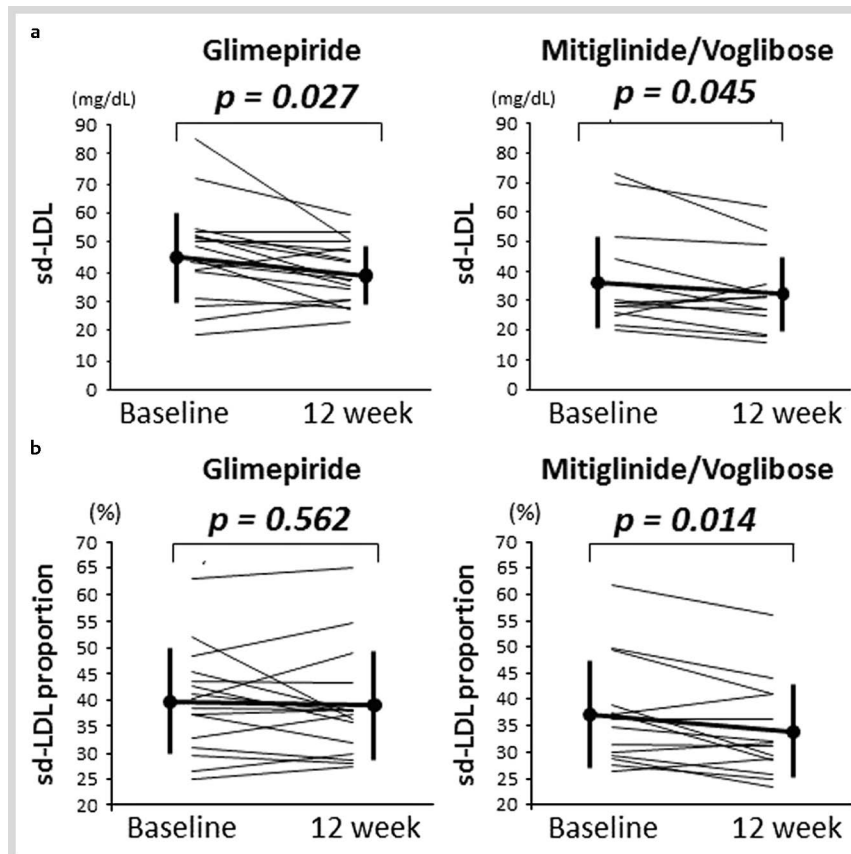 a
Glimepiride
p = 0.027
(mg/dL)
90
80
70
60
50
40
30
20
10
0
sd-LDL
Baseline 12 week
Mitiglinide/Voglibose
p = 0.045
(mg/dL)
90
80
70
60
50
40
30
20
10
0
sd-LDL
Baseline 12 week
b
Glimepiride
p = 0.562
(%)
70
65
60
55
50
45
40
35
30
25
20
sd-LDL proportion
Baseline 12 week
Mitiglinide/Voglibose
p = 0.014
(%)
70
65
60
55
50
45
40
35
30
25
20
sd-LDL proportion
Baseline 12 week